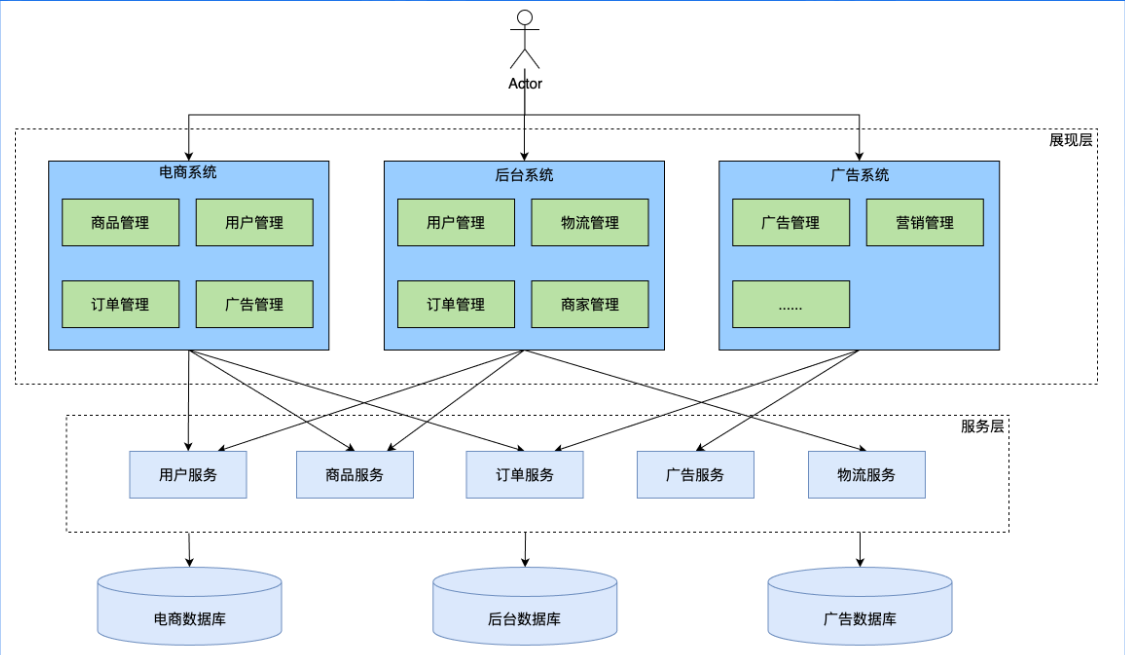 Actor
展现层
电商系统
商品管理
用户管理
订单管理
广告管理
后台系统
用户管理
物流管理
订单管理
商家管理
广告系统
广告管理
营销管理
......
服务层
用户服务
商品服务
订单服务
广告服务
物流服务
电商数据库
后台数据库
广告数据库